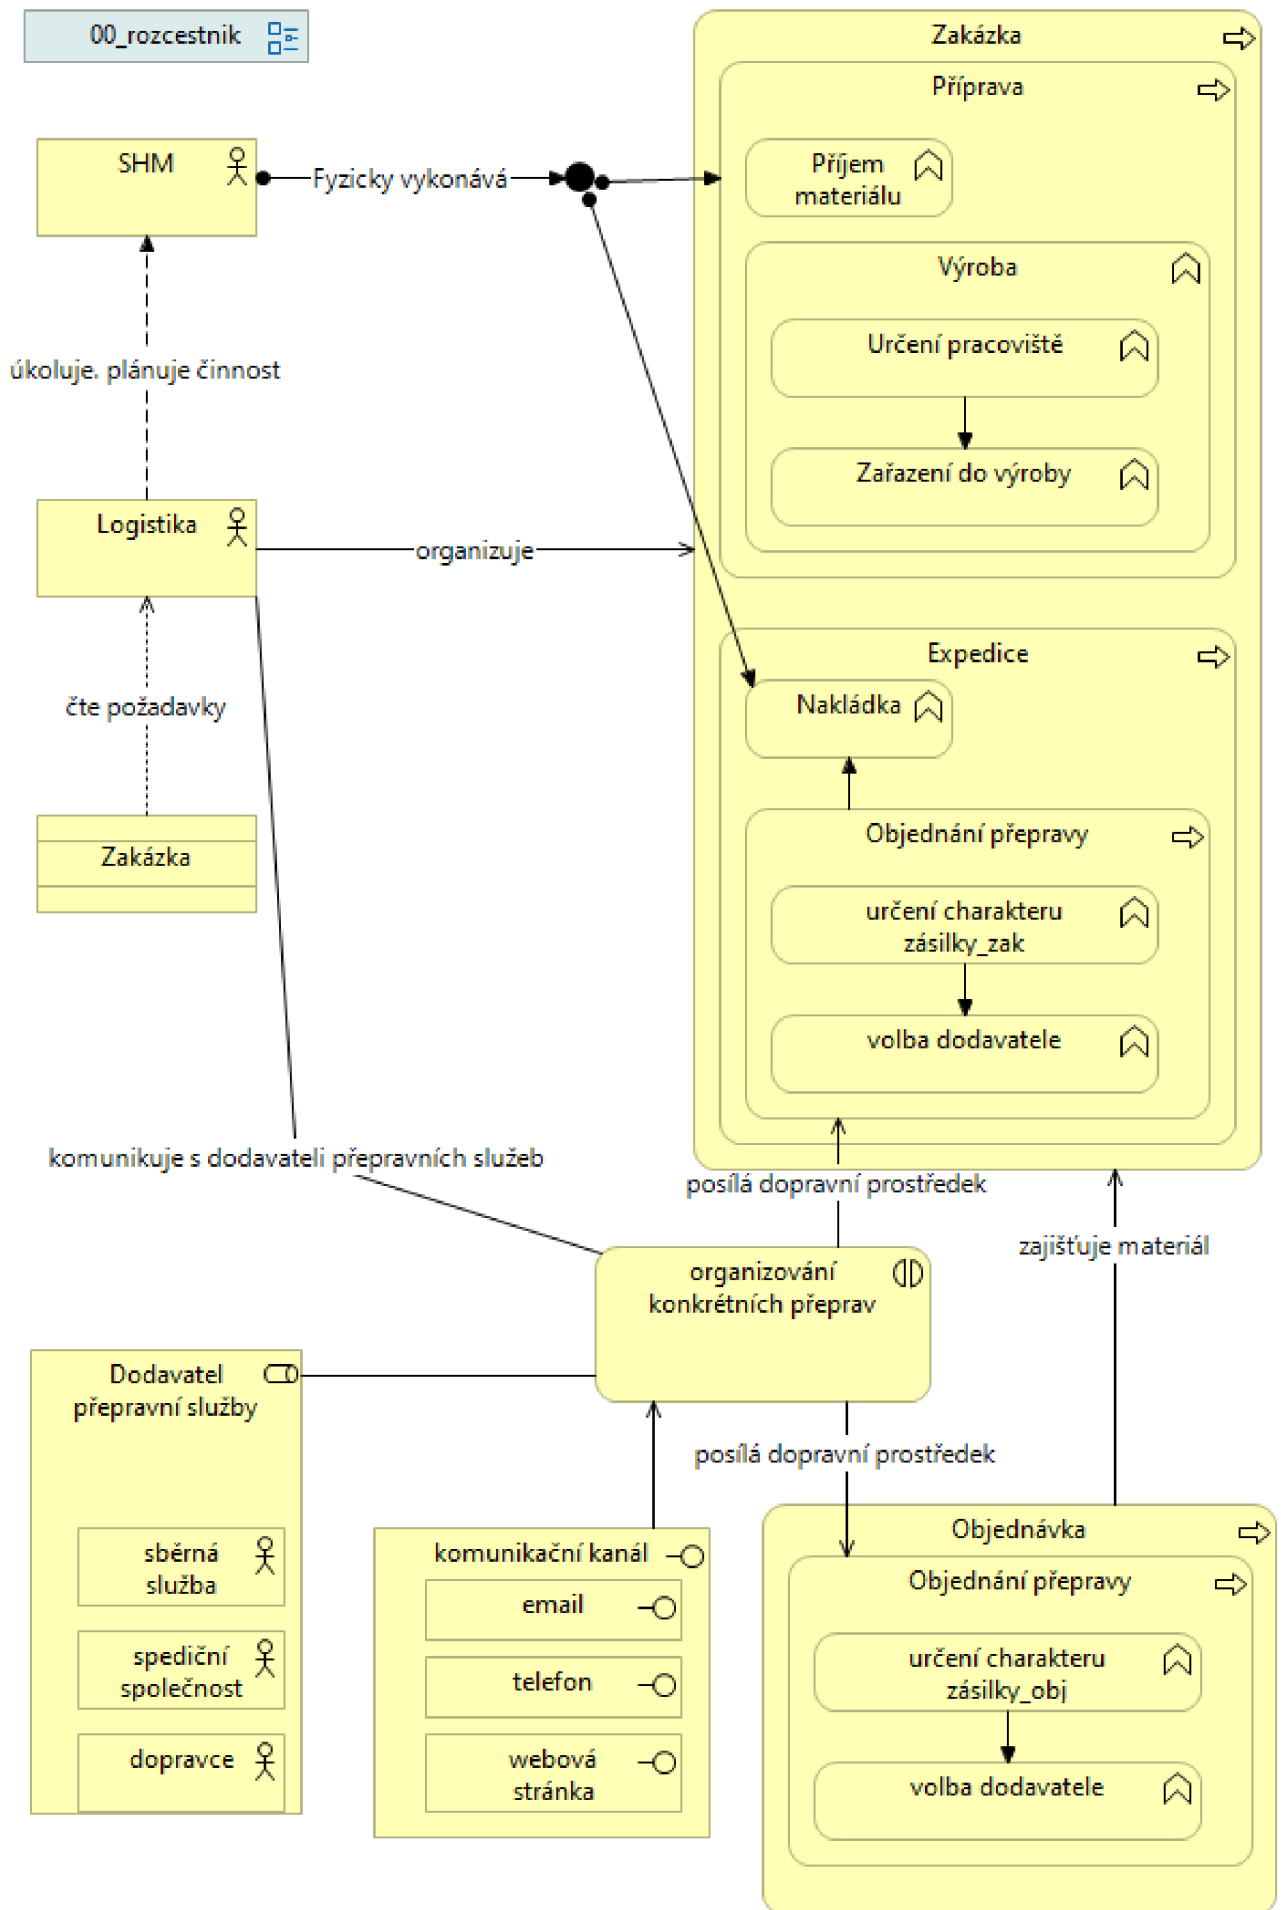 00_rozcestnik
Zakázka
Příprava
SHM
Fyzicky vykonává
Příjem
materiálu
Výroba
Určení pracoviště
úkoluje. plánuje činnost
Zařazení do výroby
Logistika
organizuje
Expedice
čte požadavky
Nakládka
Zakázka
Objednání přepravy
určení charakteru
zásilky_zak
volba dodavatele
komunikuje s dodavateli přepravních služeb
posílá dopravní prostředek
zajišťuje materiál
organizování
konkrétních přeprav
Dodavatel
přepravní služby
posílá dopravní prostředek
sběrná
služba
spediční
společnost
dopravce
komunikační kanál
email
telefon
webová
stránka
Objednávka
Objednání přepravy
určení charakteru
zásilky_obj
volba dodavatele